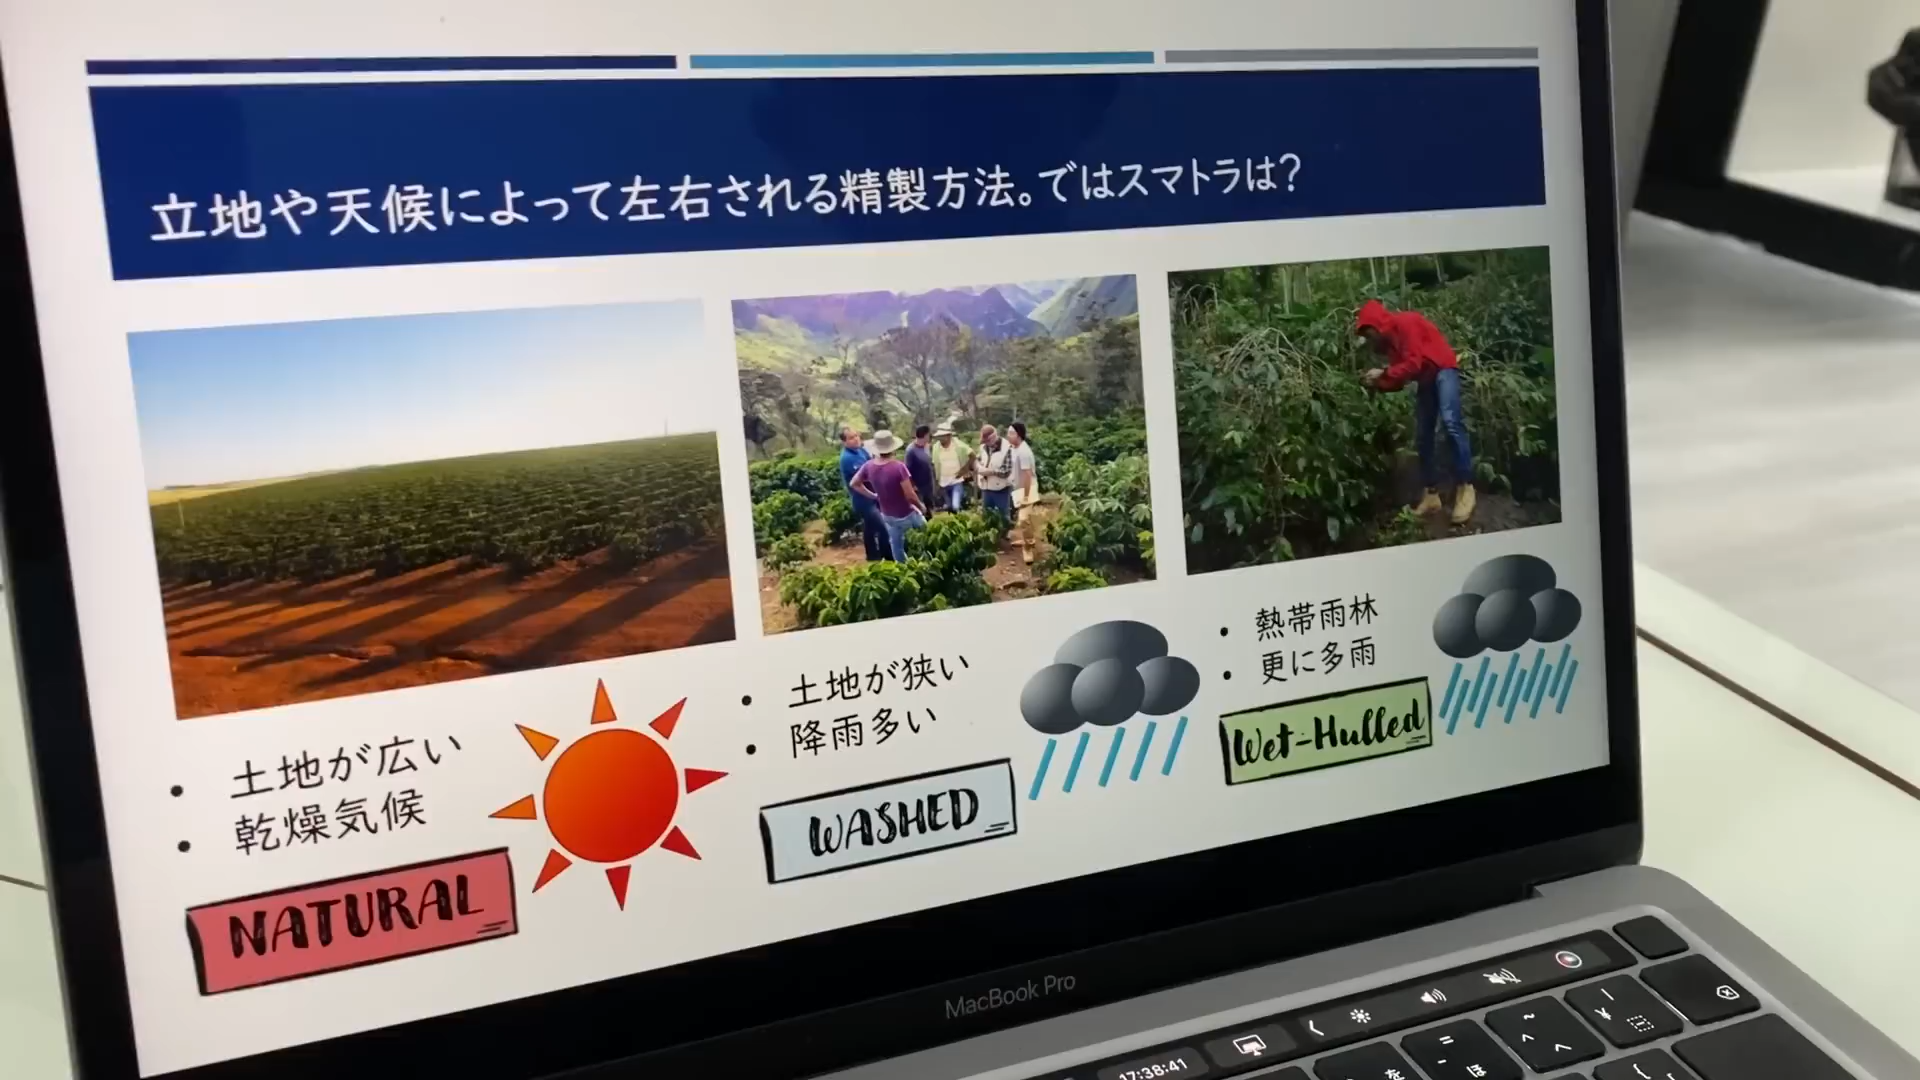 立地や天候によって左右される精製方法。ではスマトラは?
• 土地が広い
• 乾燥気候
NATURAL
• 土地が狭い
• 降雨多い
WASHED
• 熱帯雨林
• 更に多雨
Wet-Hulled
MacBook Pro
17:38:41